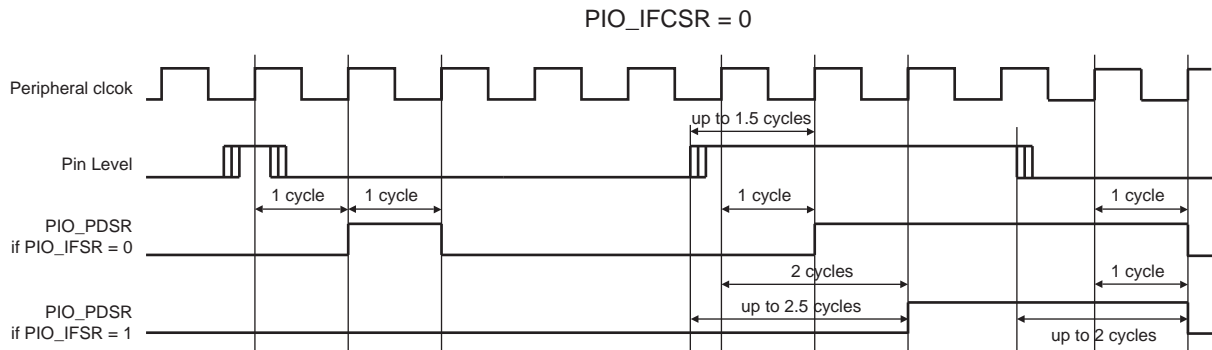 PIO_IFCSR = 0
Peripheral clcok
up to 1.5 cycles
Pin Level
1 cycle
1 cycle
1 cycle
1 cycle
PIO_PDSR
if PIO_IFSR = 0
2 cycles
1 cycle
PIO_PDSR
if PIO_IFSR = 1
up to 2.5 cycles
up to 2 cycles